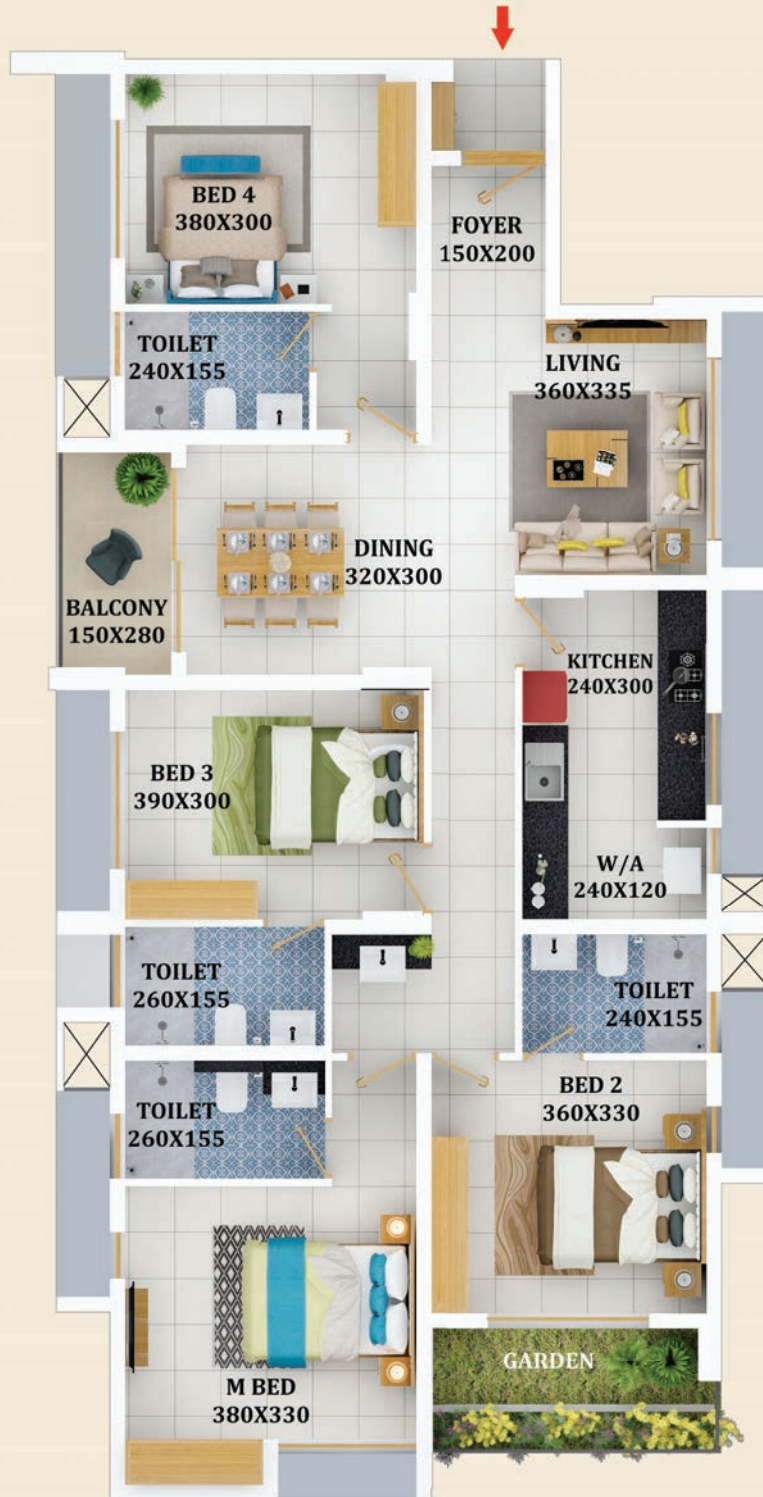 BED 4
380X300
FOYER
150X200
TOILET
240X155
LIVING
360X335
DINING
320X300
BALCONY
150X280
KITCHEN
240X300
BED 3
390X300
W/A
240X120
TOILET
260X155
TOILET
240X155
BED 2
360X330
TOILET
260X155
GARDEN
M BED
380X330